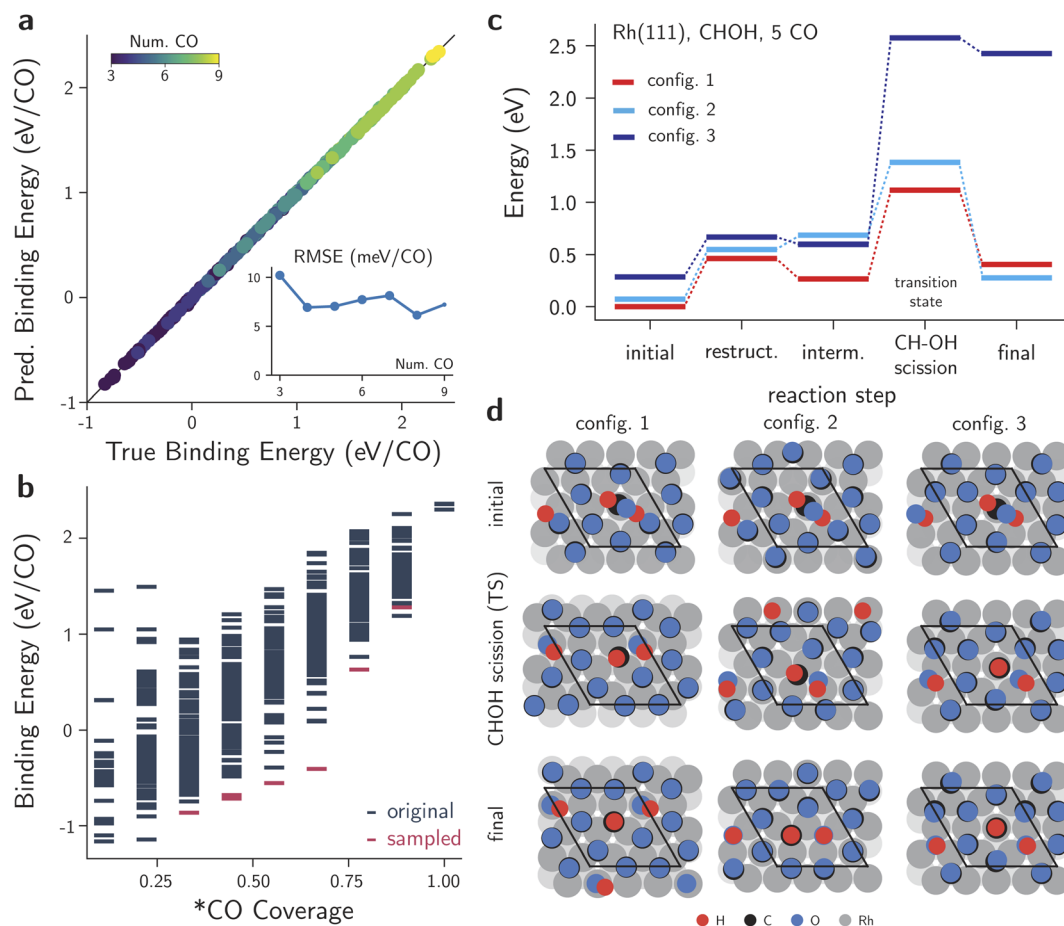 a
Num. CO
3 6 9
Pred. Binding Energy (eV/CO)
2
1
0
-1
-1 0 1 2
True Binding Energy (eV/CO)
RMSE (meV/CO)
10
5
0
3 6 9
Num. CO
b
Binding Energy (eV/CO)
2
1
0
-1
original
sampled
0.25 0.50 0.75 1.00
*CO Coverage
c
Rh(111), CHOH, 5 CO
config. 1
config. 2
config. 3
Energy (eV)
2.5
2.0
1.5
1.0
0.5
0.0
transition
state
initial restruct. interm. CH-OH scission final
reaction step
d
config. 1 config. 2 config. 3
initial
CHOH scission (TS)
final
H C O Rh